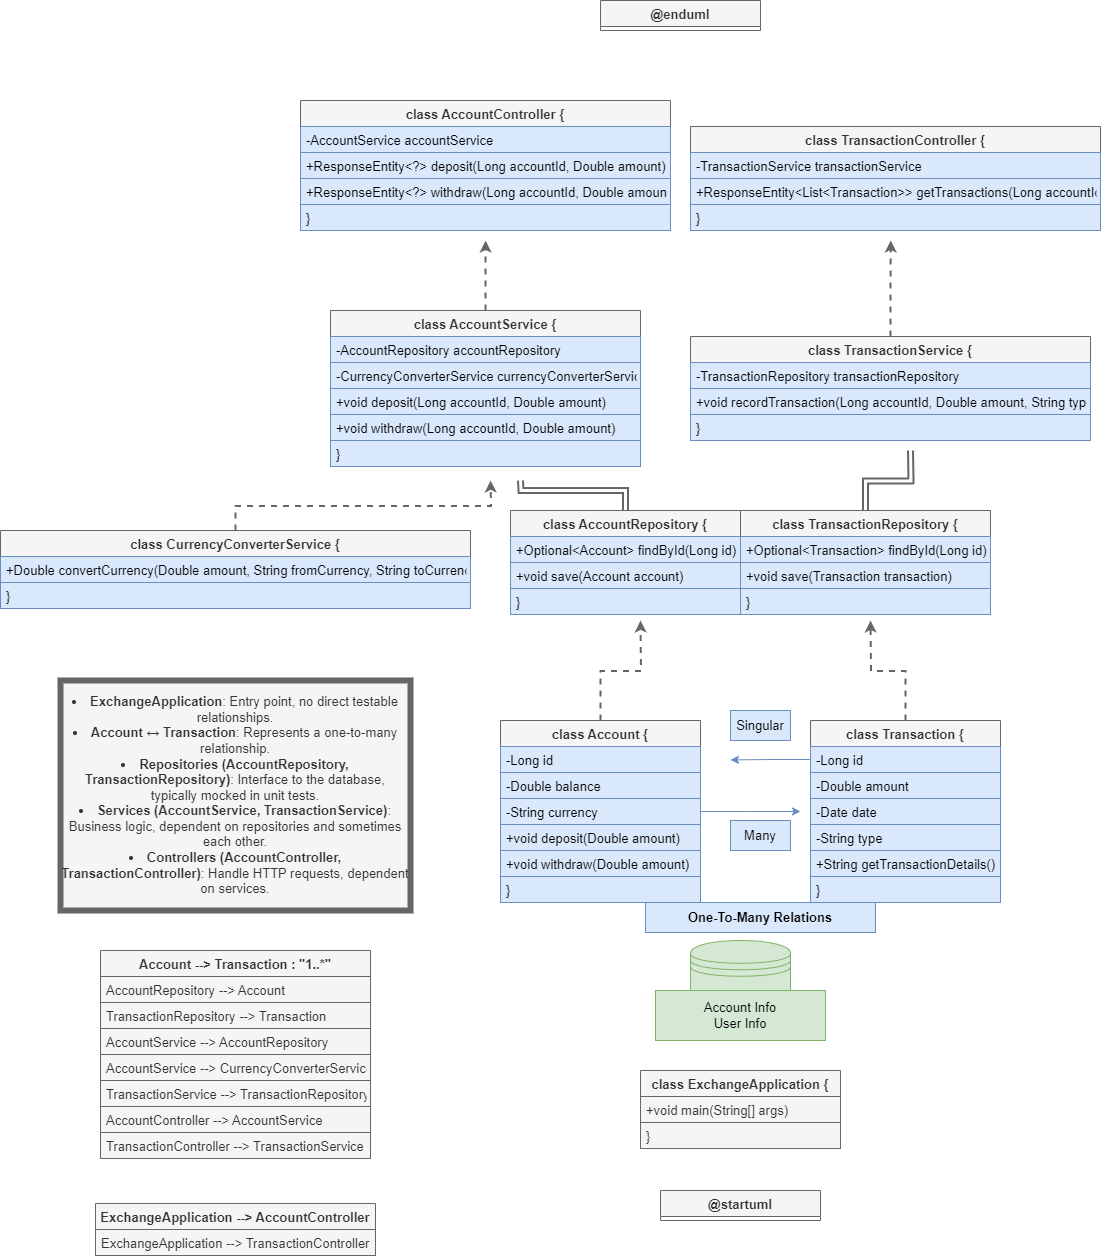 @enduml
class AccountController {
-AccountService accountService
+ResponseEntity<?> deposit(Long accountId, Double amount)
+ResponseEntity<?> withdraw(Long accountId, Double amoun
}
class TransactionController {
-TransactionService transactionService
+ResponseEntity<List<Transaction>> getTransactions(Long accountId
}
class AccountService {
-AccountRepository accountRepository
-CurrencyConverterService currencyConverterServic
+void deposit(Long accountId, Double amount)
+void withdraw(Long accountId, Double amount)
}
class TransactionService {
-TransactionRepository transactionRepository
+void recordTransaction(Long accountId, Double amount, String typ
}
class CurrencyConverterService {
+Double convertCurrency(Double amount, String fromCurrency, String toCurrenc
}
class AccountRepository {
+Optional<Account> findById(Long id)
+void save(Account account)
}
class TransactionRepository {
+Optional<Transaction> findById(Long id)
+void save(Transaction transaction)
}
• ExchangeApplication: Entry point, no direct testable
relationships.
• Account ↔ Transaction: Represents a one-to-many
relationship.
• Repositories (AccountRepository,
TransactionRepository): Interface to the database,
typically mocked in unit tests.
• Services (AccountService, TransactionService):
Business logic, dependent on repositories and sometimes
each other.
• Controllers (AccountController,
TransactionController): Handle HTTP requests, dependent
on services.
class Account {
-Long id
-Double balance
-String currency
+void deposit(Double amount)
+void withdraw(Double amount)
}
Singular
Many
class Transaction {
-Long id
-Double amount
-Date date
-String type
+String getTransactionDetails()
}
One-To-Many Relations
Account Info
User Info
Account --> Transaction : "1..*"
AccountRepository --> Account
TransactionRepository --> Transaction
AccountService --> AccountRepository
AccountService --> CurrencyConverterServic
TransactionService --> TransactionRepository
AccountController --> AccountService
TransactionController --> TransactionService
class ExchangeApplication {
+void main(String[] args)
}
@startuml
ExchangeApplication --> AccountController
ExchangeApplication --> TransactionController